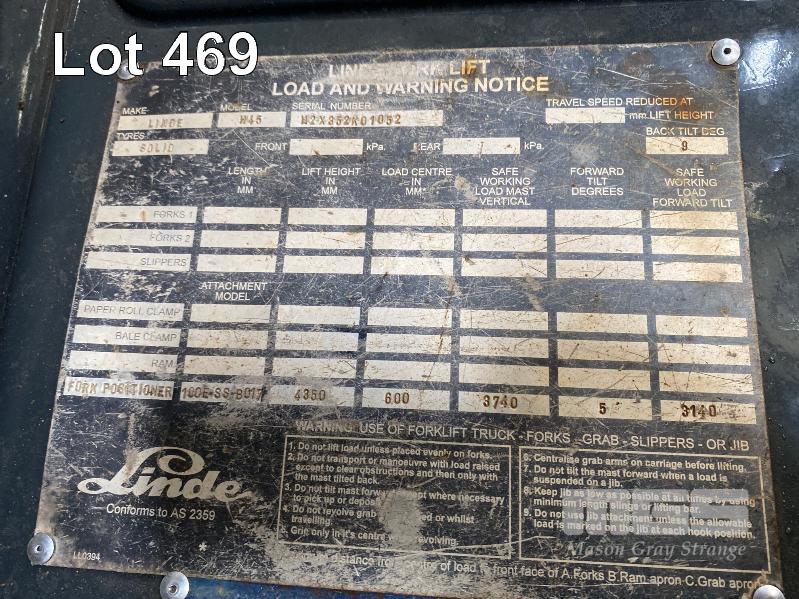 Lot 469
LINDE FORK LIFT
LOAD AND WARNING NOTICE
MAKE LINDE MODEL H45 SERIAL NUMBER H2X352R01052 TRAVEL SPEED REDUCED AT mm LIFT HEIGHT
TYRES SOLID FRONT kPa. REAR kPa. BACK TILT DEG 9
LENGTH IN MM LIFT HEIGHT IN MM LOAD CENTRE IN MM* SAFE WORKING LOAD MAST VERTICAL FORWARD TILT DEGREES SAFE WORKING LOAD FORWARD TILT
FORKS 1
FORKS 2
SLIPPERS
ATTACHMENT MODEL
PAPER ROLL CLAMP
BALE CLAMP
RAM
FORK POSITIONER 180E-SS-B017 4350 600 3740 5 3140
WARNING: USE OF FORKLIFT TRUCK - FORKS - GRAB - SLIPPERS - OR JIB
1. Do not lift load unless placed evenly on forks.
2. Do not transport or manoeuvre with load raised
except to clear obstructions and then only with
the mast tilted back.
3. Do not tilt mast forward except where necessary
to pick up or deposit
4. Do not revolve grab raised or whilst
travelling.
5. Grip only in it's centre when revolving.
6. Centralise grab arms on carriage before lifting.
7. Do not tilt the mast forward when a load is
suspended on a jib.
8. Keep jib as low as possible at all times by using
minimum length slings or lifting bar.
9. Do not use jib attachment unless the allowable
load is marked on the jib at each hook position.
Linde
Conforms to AS 2359
LL0394
* distance from centre of load to front face of A.Forks B.Ram apron C.Grab apron
Mason Gray Strange